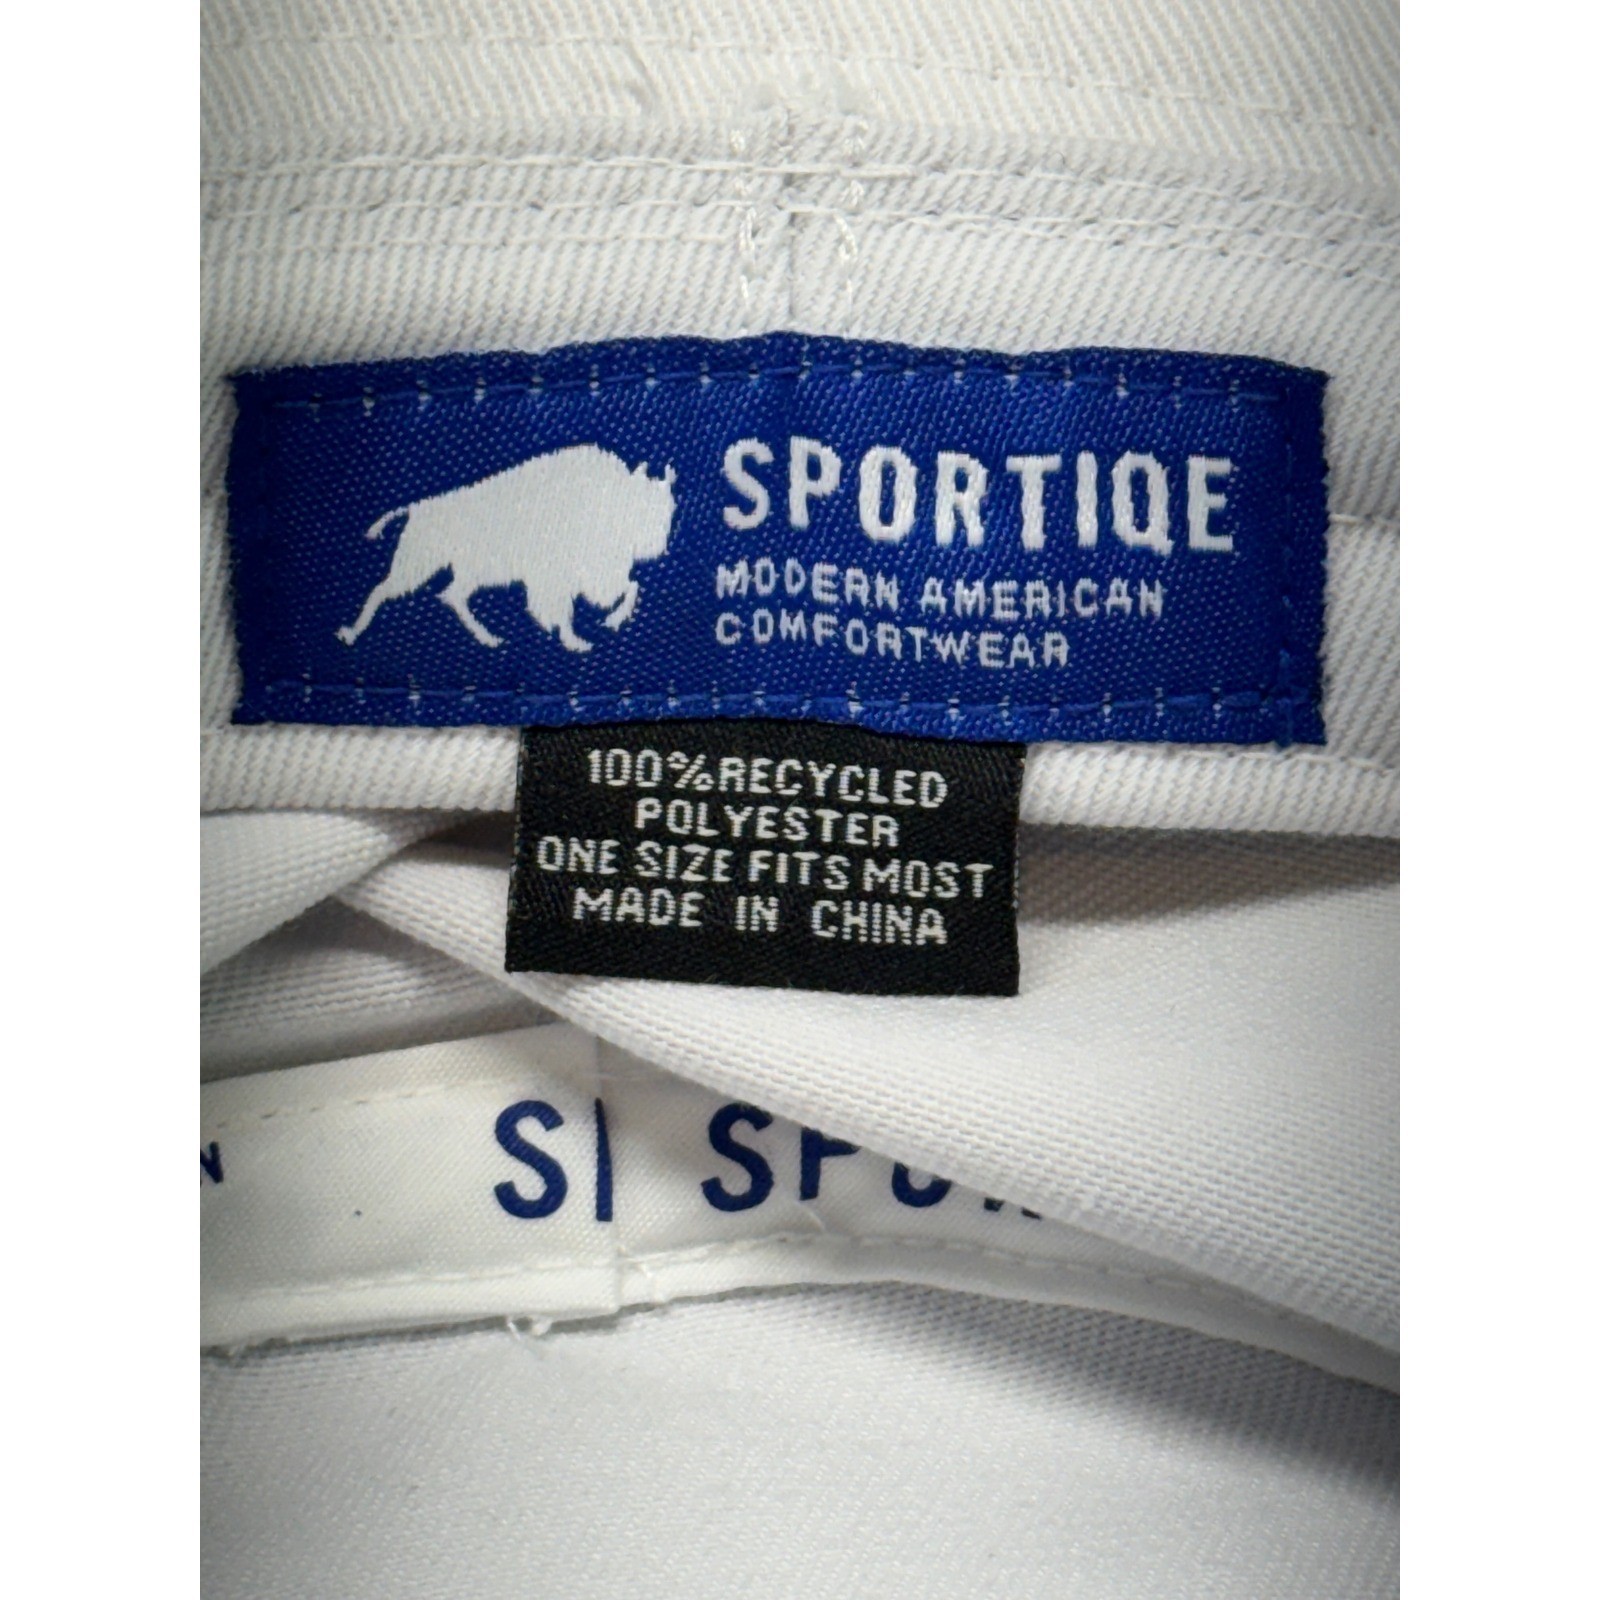 SPORTIQE
MODERN AMERICAN
COMFORTWEAR
100%RECYCLED
POLYESTER
ONE SIZE FITS MOST
MADE IN CHINA